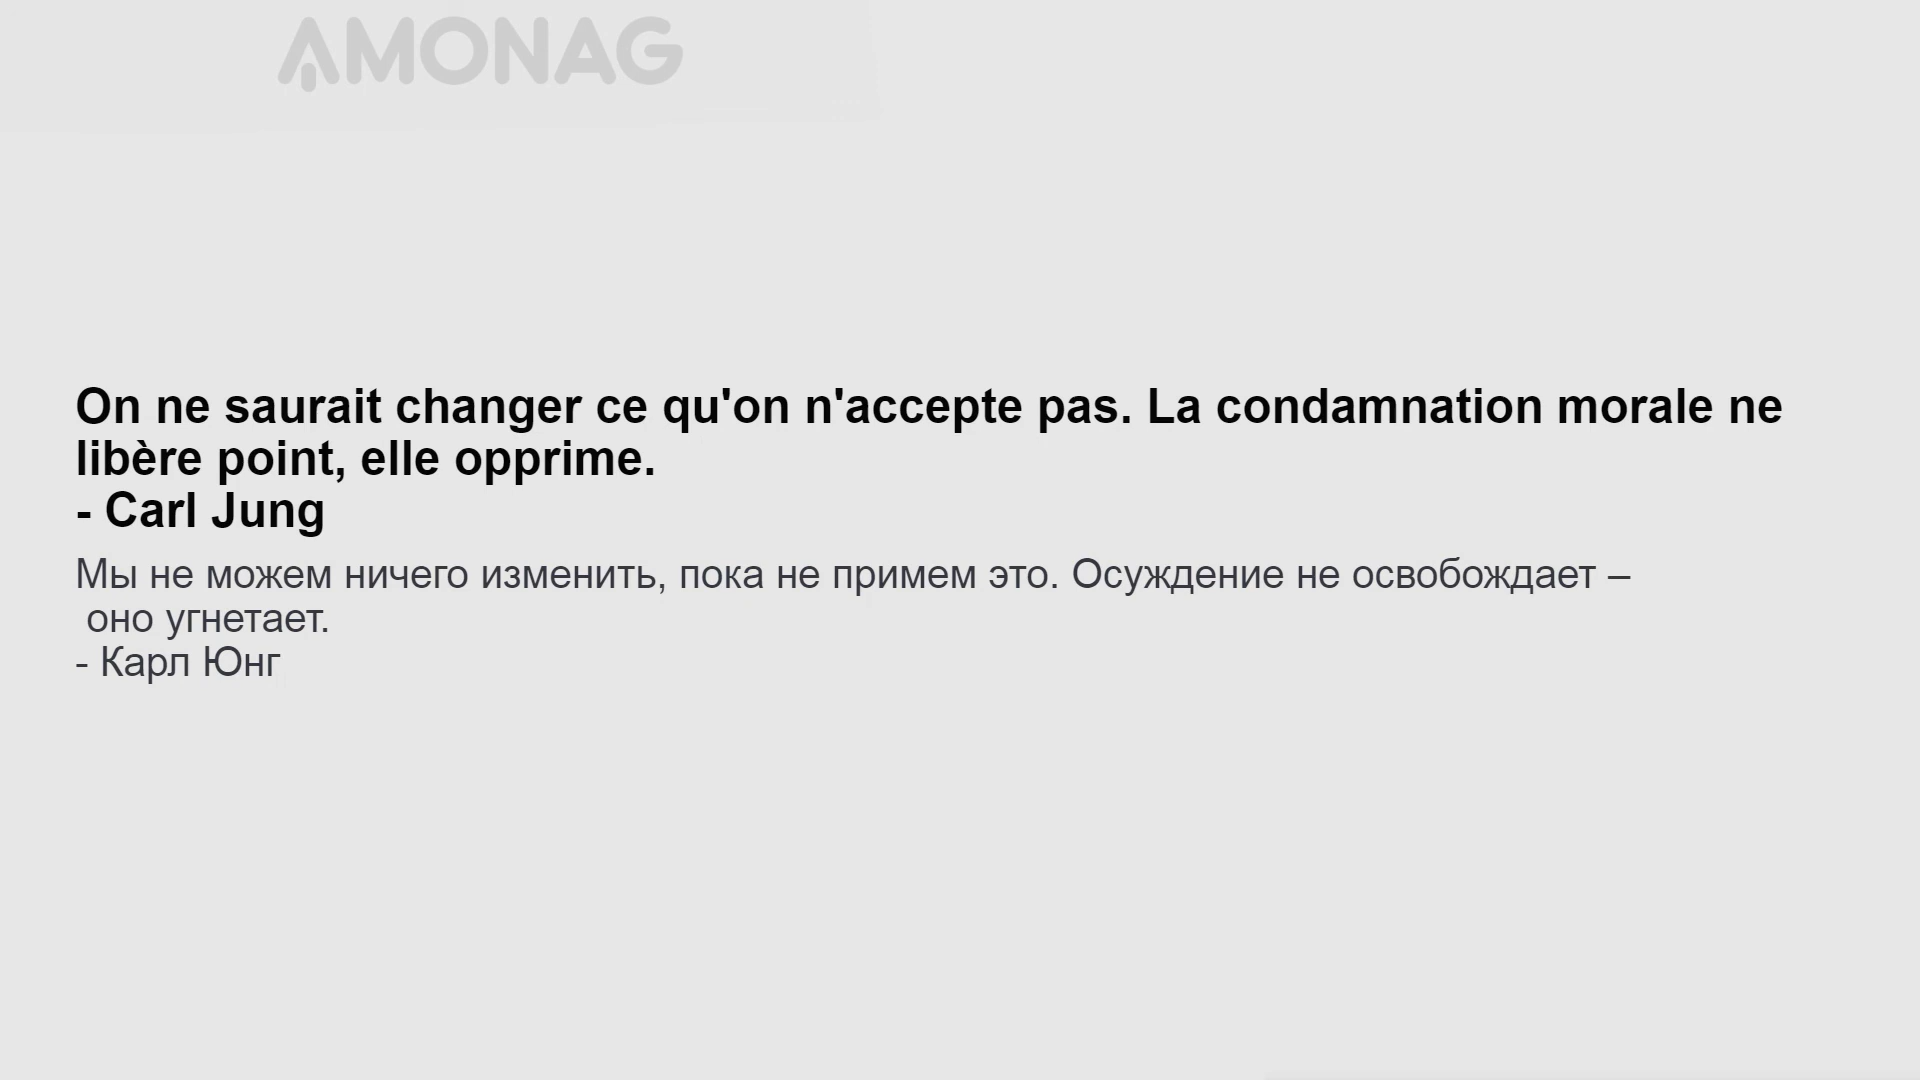 AMONAG
On ne saurait changer ce qu'on n'accepte pas. La condamnation morale ne
libère point, elle opprime.
- Carl Jung
Мы не можем ничего изменить, пока не примем это. Осуждение не освобождает –
оно угнетает.
- Карл Юнг